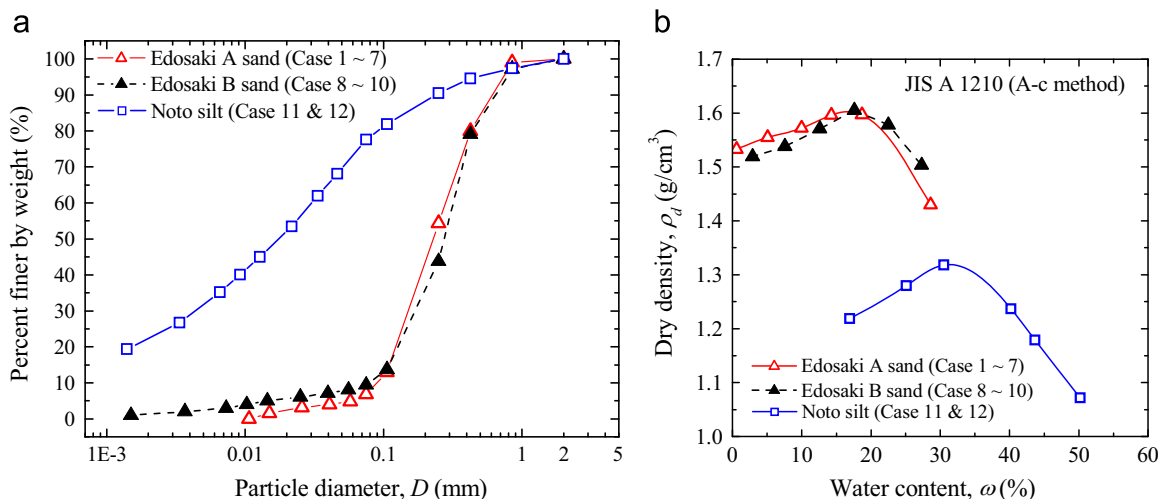 a
Percent finer by weight (%)
100
90
80
70
60
50
40
30
20
10
0
Edosaki A sand (Case 1 ~ 7)
Edosaki B sand (Case 8 ~ 10)
Noto silt (Case 11 & 12)
1E-3
0.01
0.1
1
2
5
Particle diameter, D (mm)
b
Dry density, ρd (g/cm³)
1.7
1.6
1.5
1.4
1.3
1.2
1.1
1.0
JIS A 1210 (A-c method)
Edosaki A sand (Case 1 ~ 7)
Edosaki B sand (Case 8 ~ 10)
Noto silt (Case 11 & 12)
0
10
20
30
40
50
60
Water content, ω (%)